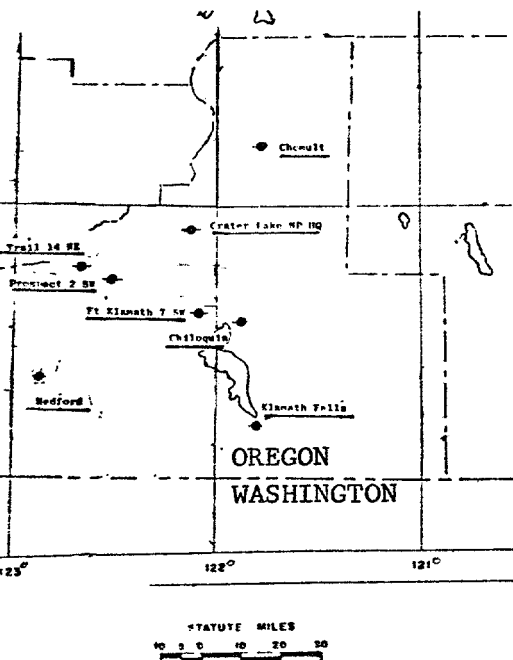 Chemult
Crater Lake NP HQ
Trail 14 NE
Prospect 2 SW
Ft Klamath 7 SW
Chiloquin
Medford
Klamath Falls
OREGON
WASHINGTON
123°
122°
121°
STATUTE MILES
10 5 0 10 20 30